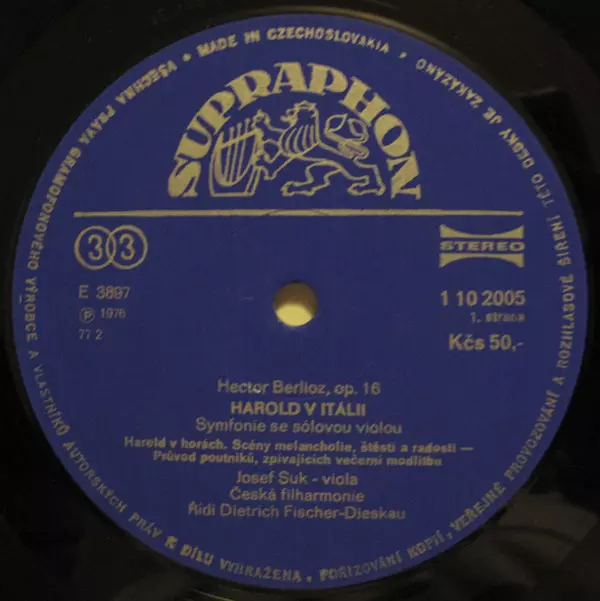 VŠECHNA PRÁVA GRAMOFONOVÉHO VÝROBCE A VLASTNÍKŮ AUTORSKÝCH PRÁV K DÍLU VYHRAŽENA. POŘIZOVÁNÍ KOPIÍ, VEŘEJNÉ PROVOZOVÁNÍ A ROZHLASOVÉ ŠÍŘENÍ TÉTO DESKY JE ZAKÁZÁNO • MADE IN CZECHOSLOVAKIA •
SUPRAPHON
33
STEREO
E 3897
℗ 1976
77 2
1 10 2005
1. strana
Kčs 50,-
Hector Berlioz, op. 16
HAROLD V ITÁLII
Symfonie se sólovou violou
Harold v horách. Scény melancholie, štěstí a radosti —
Průvod poutníků, zpívajících večerní modlitbu
Josef Suk - viola
Česká filharmonie
Řídí Dietrich Fischer-Dieskau